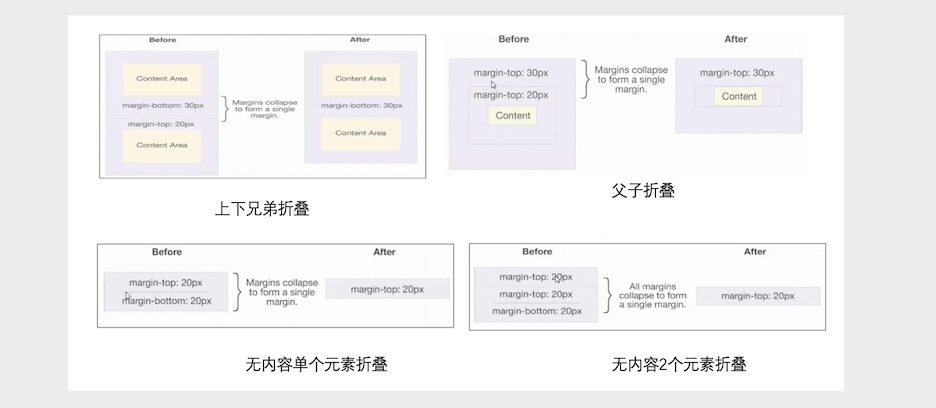 Before
After
Content Area
margin-bottom: 30px
margin-top: 20px
Content Area
Margins collapse
to form a single
margin.
Content Area
margin-bottom: 30px
Content Area
上下兄弟折叠
Before
After
margin-top: 30px
margin-top: 20px
Content
Margins collapse
to form a single
margin.
margin-top: 30px
Content
父子折叠
Before
After
margin-top: 20px
margin-bottom: 20px
Margins collapse
to form a single
margin.
margin-top: 20px
无内容单个元素折叠
Before
After
margin-top: 20px
margin-top: 20px
margin-bottom: 20px
All margins
collapse to form
a single margin.
margin-top: 20px
无内容2个元素折叠